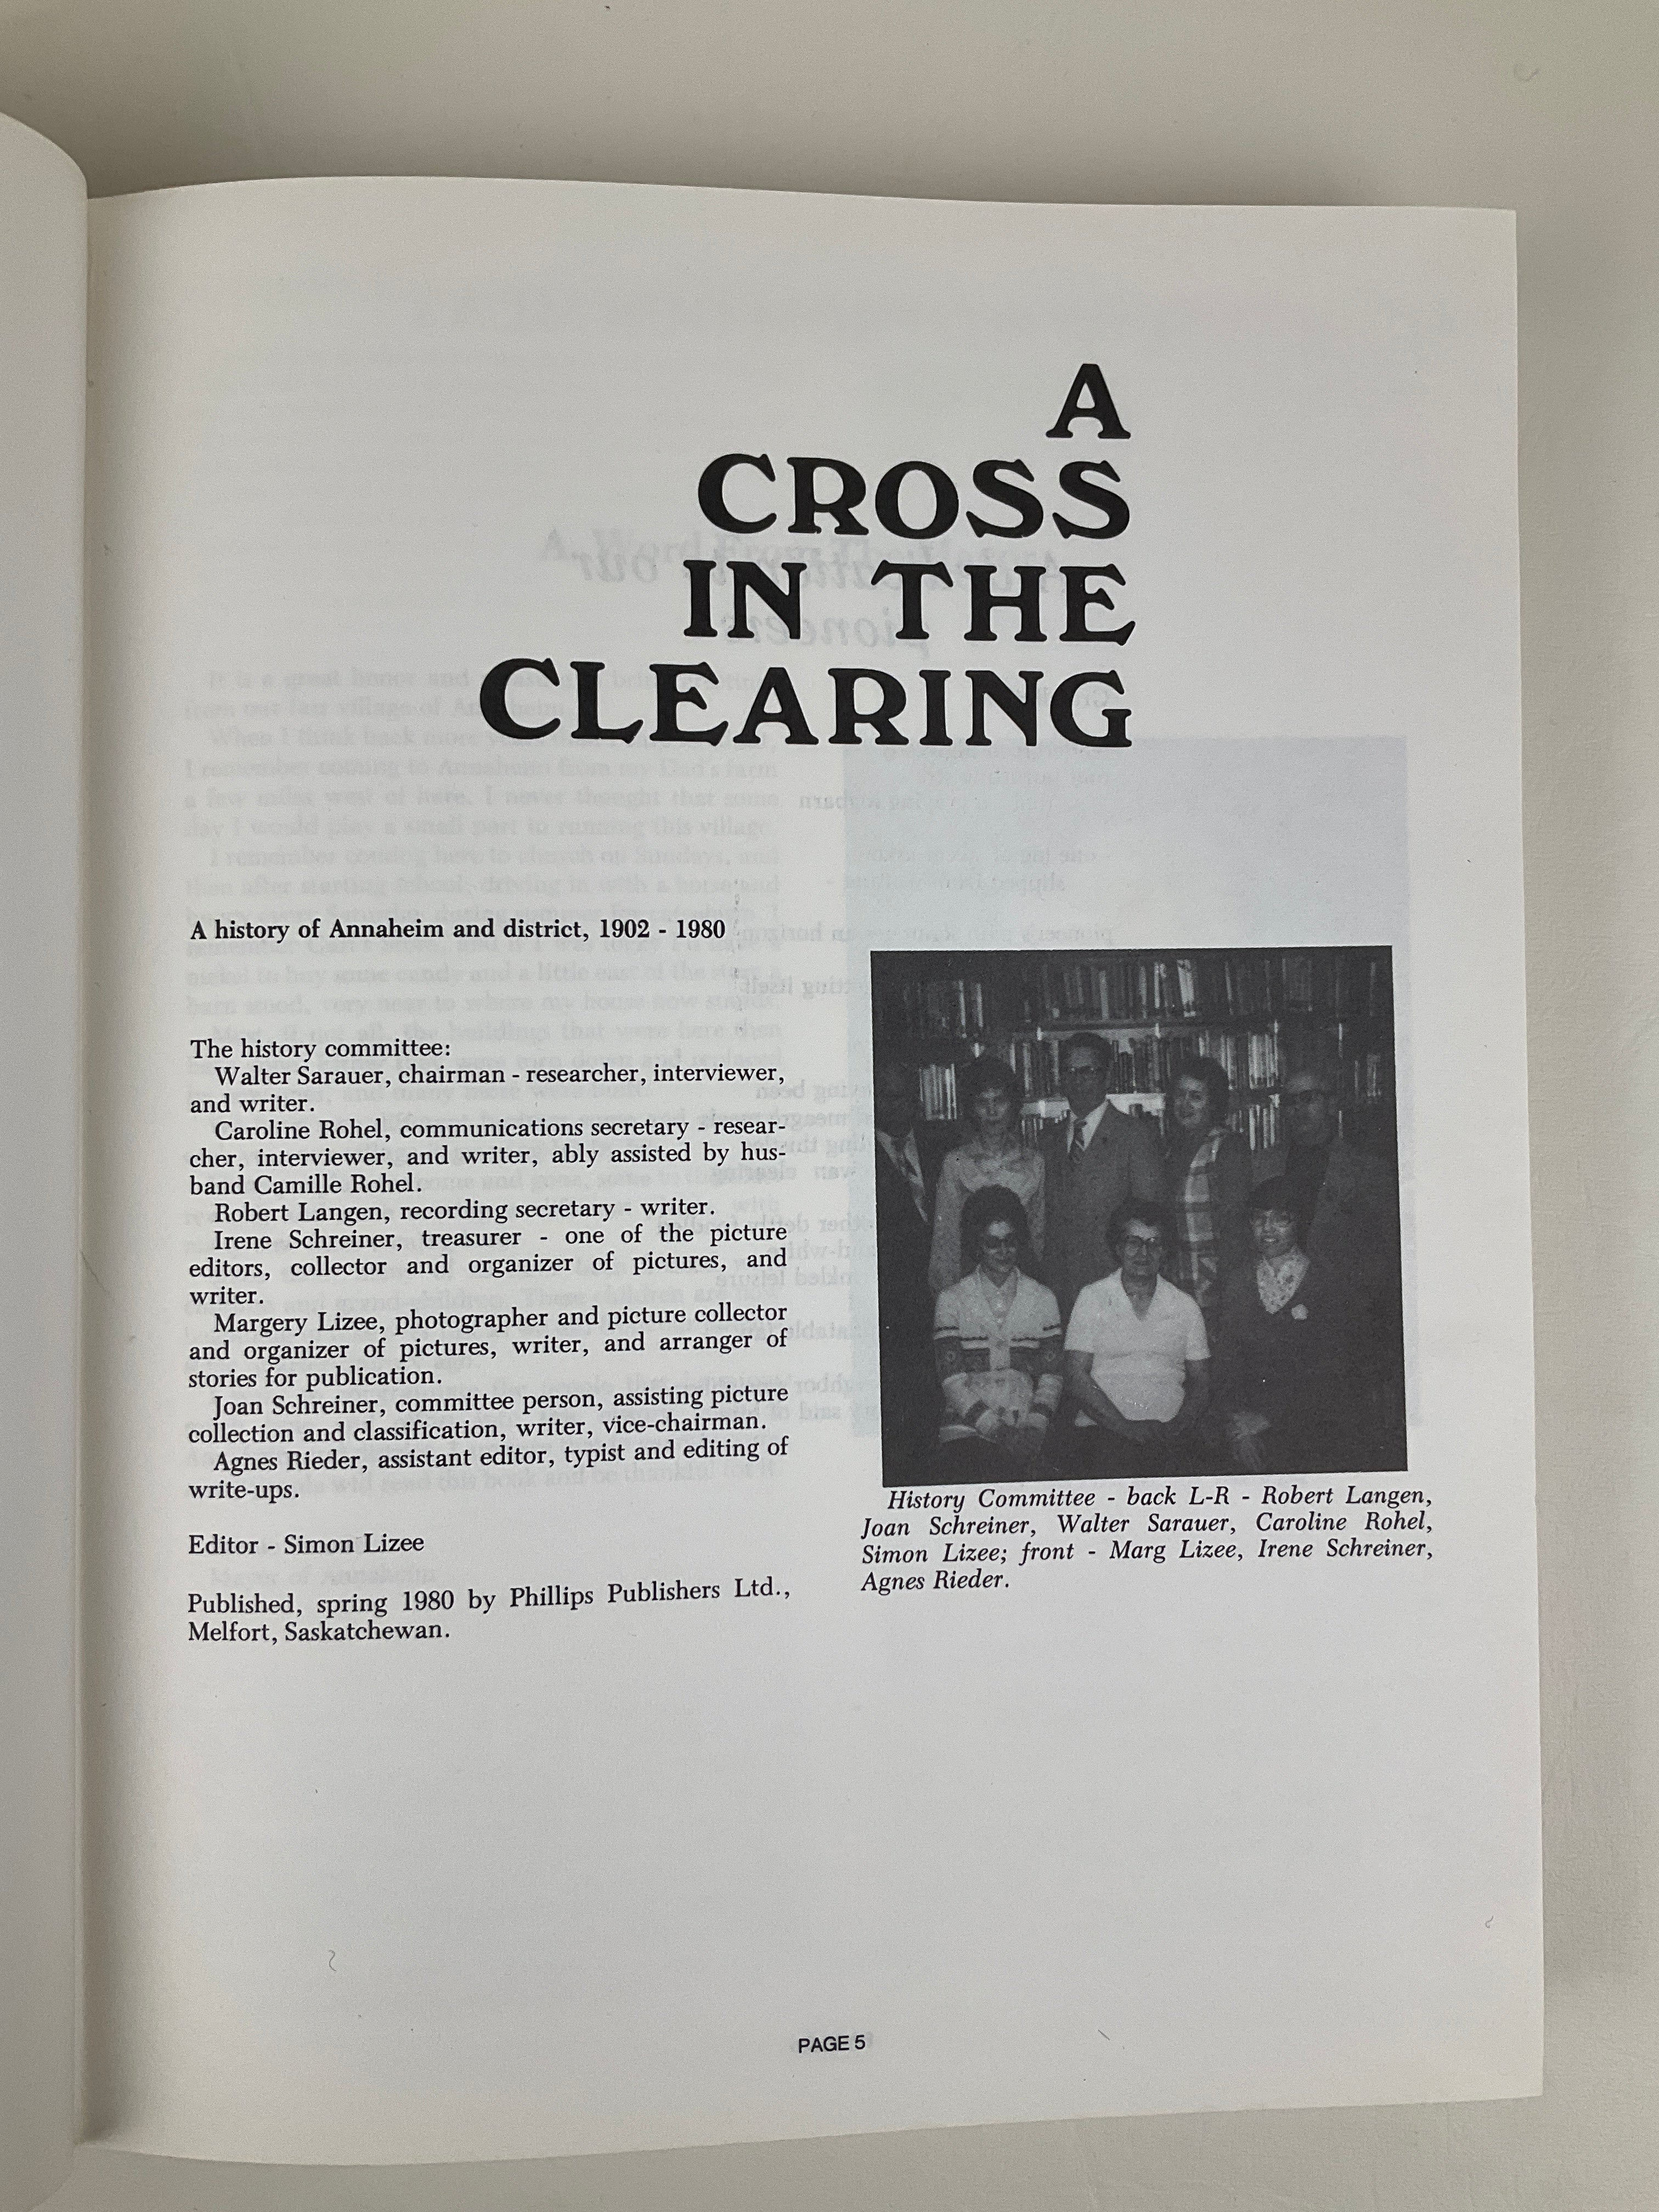 A
CROSS
IN THE
CLEARING
A history of Annaheim and district, 1902 - 1980
The history committee:
Walter Sarauer, chairman - researcher, interviewer,
and writer.
Caroline Rohel, communications secretary - resear-
cher, interviewer, and writer, ably assisted by hus-
band Camille Rohel.
Robert Langen, recording secretary - writer.
Irene Schreiner, treasurer - one of the picture
editors, collector and organizer of pictures, and
writer.
Margery Lizee, photographer and picture collector
and organizer of pictures, writer, and arranger of
stories for publication.
Joan Schreiner, committee person, assisting picture
collection and classification, writer, vice-chairman.
Agnes Rieder, assistant editor, typist and editing of
write-ups.
Editor - Simon Lizee
Published, spring 1980 by Phillips Publishers Ltd.,
Melfort, Saskatchewan.
History Committee - back L-R - Robert Langen,
Joan Schreiner, Walter Sarauer, Caroline Rohel,
Simon Lizee; front - Marg Lizee, Irene Schreiner,
Agnes Rieder.
PAGE 5